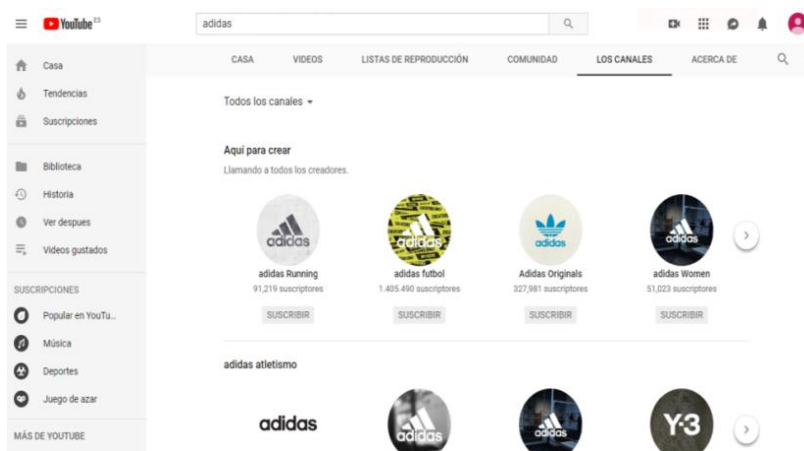 YouTube ES
adidas
Casa
Tendencias
Suscripciones
Biblioteca
Historia
Ver despues
Videos gustados
SUSCRIPCIONES
Popular en YouTu...
Música
Deportes
Juego de azar
MÁS DE YOUTUBE
CASA VIDEOS LISTAS DE REPRODUCCIÓN COMUNIDAD LOS CANALES ACERCA DE
Todos los canales
Aquí para crear
Llamando a todos los creadores.
adidas adidas adidas adidas
adidas Running adidas futbol Adidas Originals adidas Women
91,219 suscriptores 1.405.490 suscriptores 327,981 suscriptores 51,023 suscriptores
SUSCRIBIR SUSCRIBIR SUSCRIBIR SUSCRIBIR
adidas atletismo
adidas adidas adidas Y-3